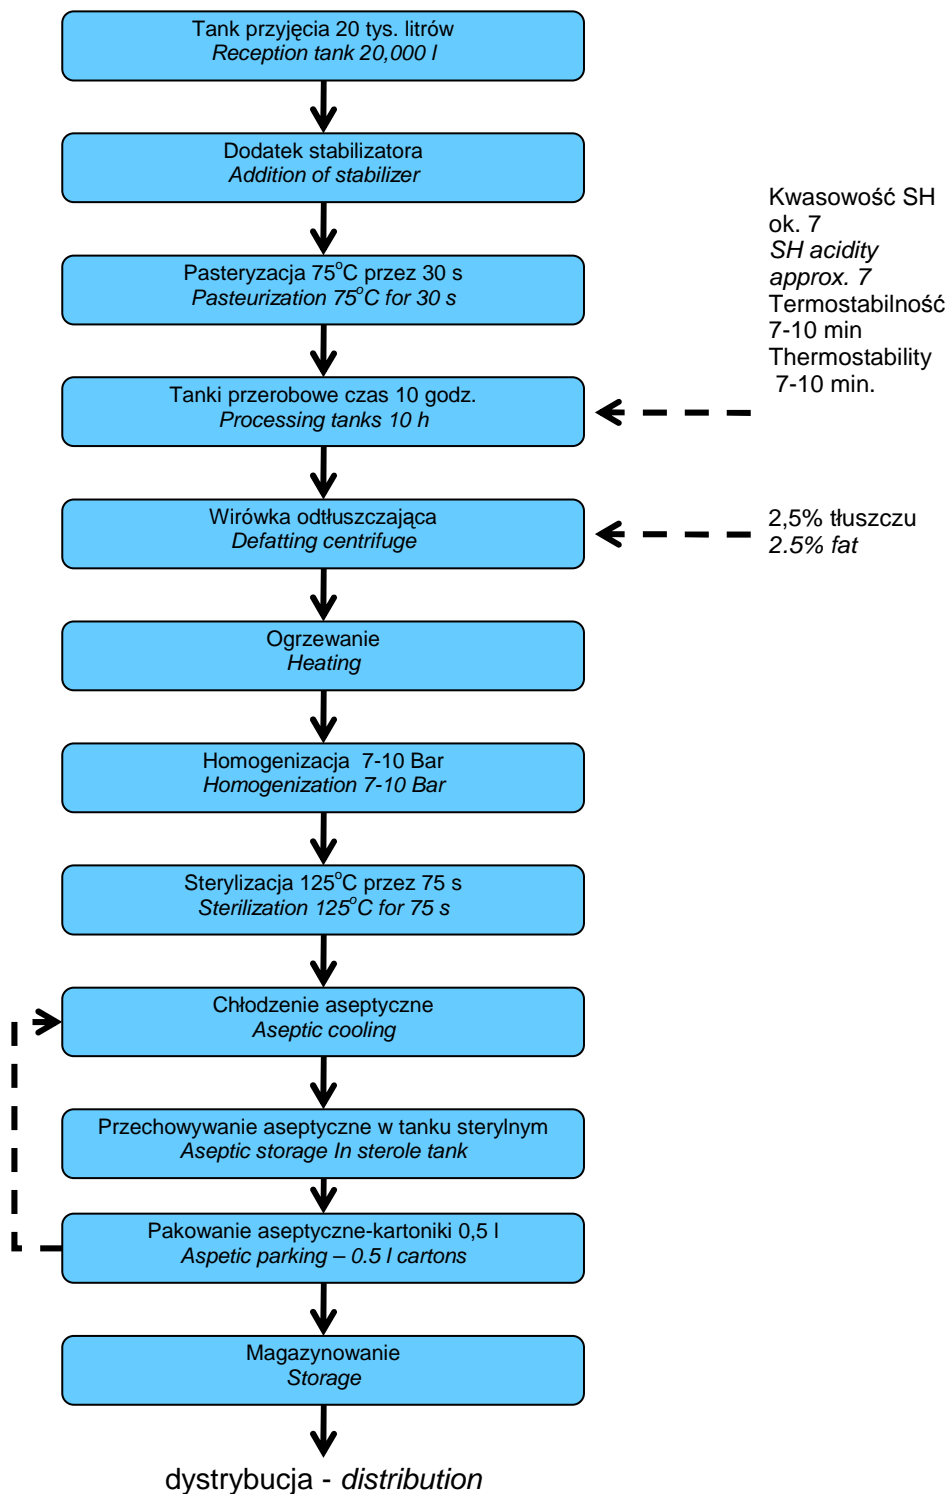 Tank przyjęcia 20 tys. litrów
Reception tank 20,000 l
Dodatek stabilizatora
Addition of stabilizer
Pasteryzacja 75°C przez 30 s
Pasteurization 75°C for 30 s
Kwasowość SH
ok. 7
SH acidity
approx. 7
Termostabilność
7-10 min
Thermostability
7-10 min.
Tanki przerobowe czas 10 godz.
Processing tanks 10 h
Wirówka odtłuszczająca
Defatting centrifuge
2,5% tłuszczu
2.5% fat
Ogrzewanie
Heating
Homogenizacja 7-10 Bar
Homogenization 7-10 Bar
Sterylizacja 125°C przez 75 s
Sterilization 125°C for 75 s
Chłodzenie aseptyczne
Aseptic cooling
Przechowywanie aseptyczne w tanku sterylnym
Aseptic storage In sterole tank
Pakowanie aseptyczne-kartoniki 0,5 l
Aspetic parking – 0.5 l cartons
Magazynowanie
Storage
dystrybucja - distribution